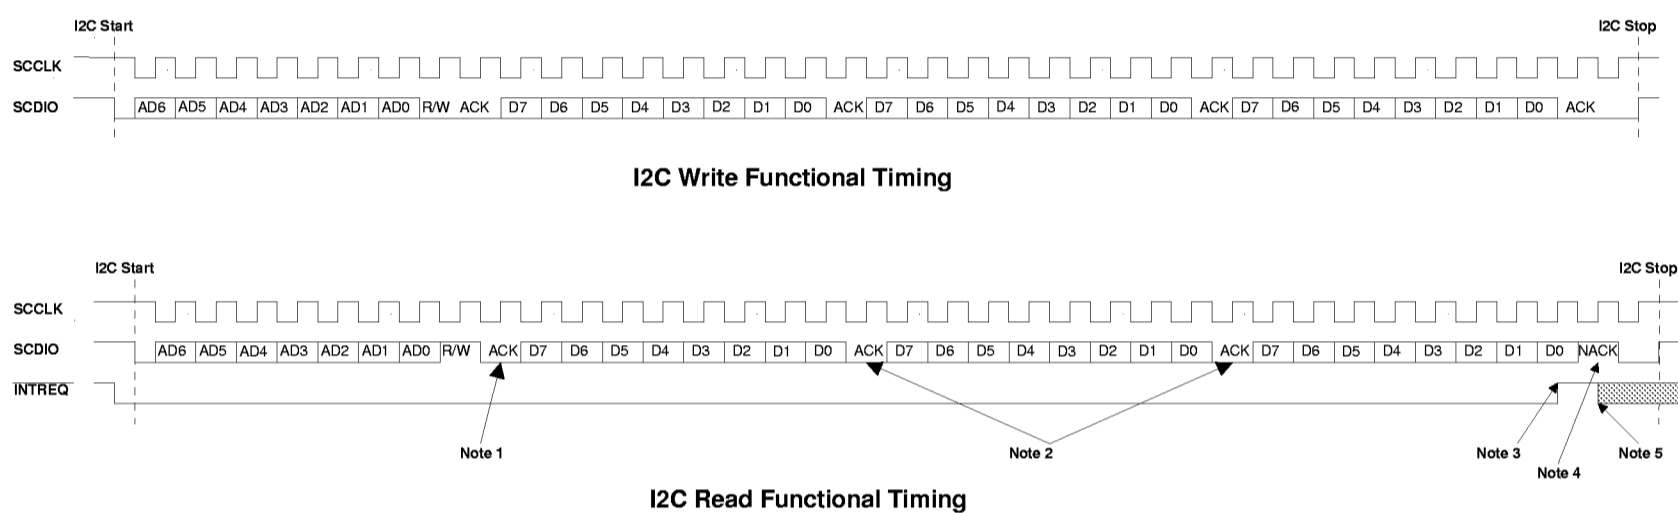 I2C Start I2C Stop
SCCLK
SCDIO AD6 AD5 AD4 AD3 AD2 AD1 AD0 R/W ACK D7 D6 D5 D4 D3 D2 D1 D0 ACK D7 D6 D5 D4 D3 D2 D1 D0 ACK D7 D6 D5 D4 D3 D2 D1 D0 ACK
I2C Write Functional Timing
I2C Start I2C Stop
SCCLK
SCDIO AD6 AD5 AD4 AD3 AD2 AD1 AD0 R/W ACK D7 D6 D5 D4 D3 D2 D1 D0 ACK D7 D6 D5 D4 D3 D2 D1 D0 ACK D7 D6 D5 D4 D3 D2 D1 D0 NACK
INTREQ
Note 1 Note 2 Note 3 Note 5
Note 4
I2C Read Functional Timing